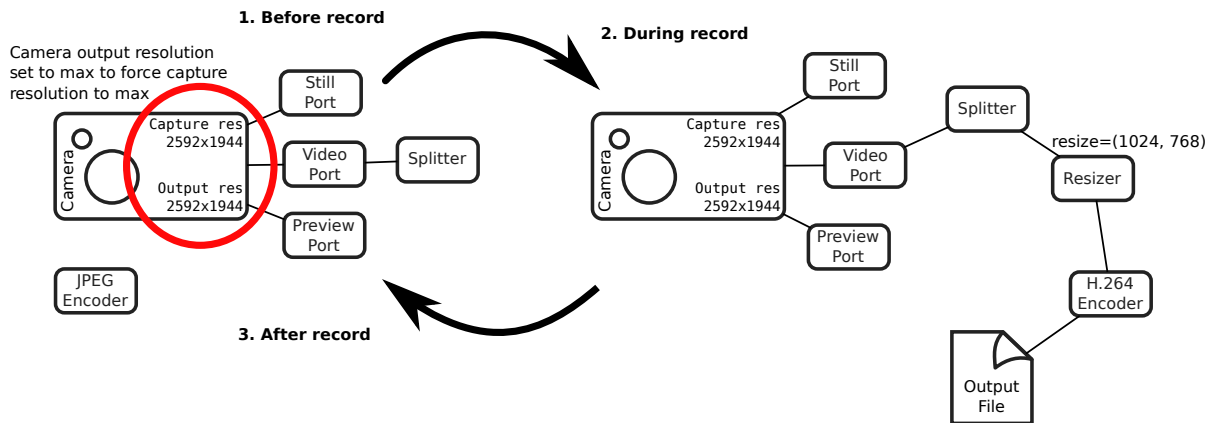 1. Before record
Camera output resolution
set to max to force capture
resolution to max
Camera
Capture res
2592x1944
Output res
2592x1944
Still
Port
Video
Port
Splitter
Preview
Port
JPEG
Encoder
2. During record
Camera
Capture res
2592x1944
Output res
2592x1944
Still
Port
Video
Port
Preview
Port
Splitter
resize=(1024, 768)
Resizer
H.264
Encoder
Output
File
3. After record